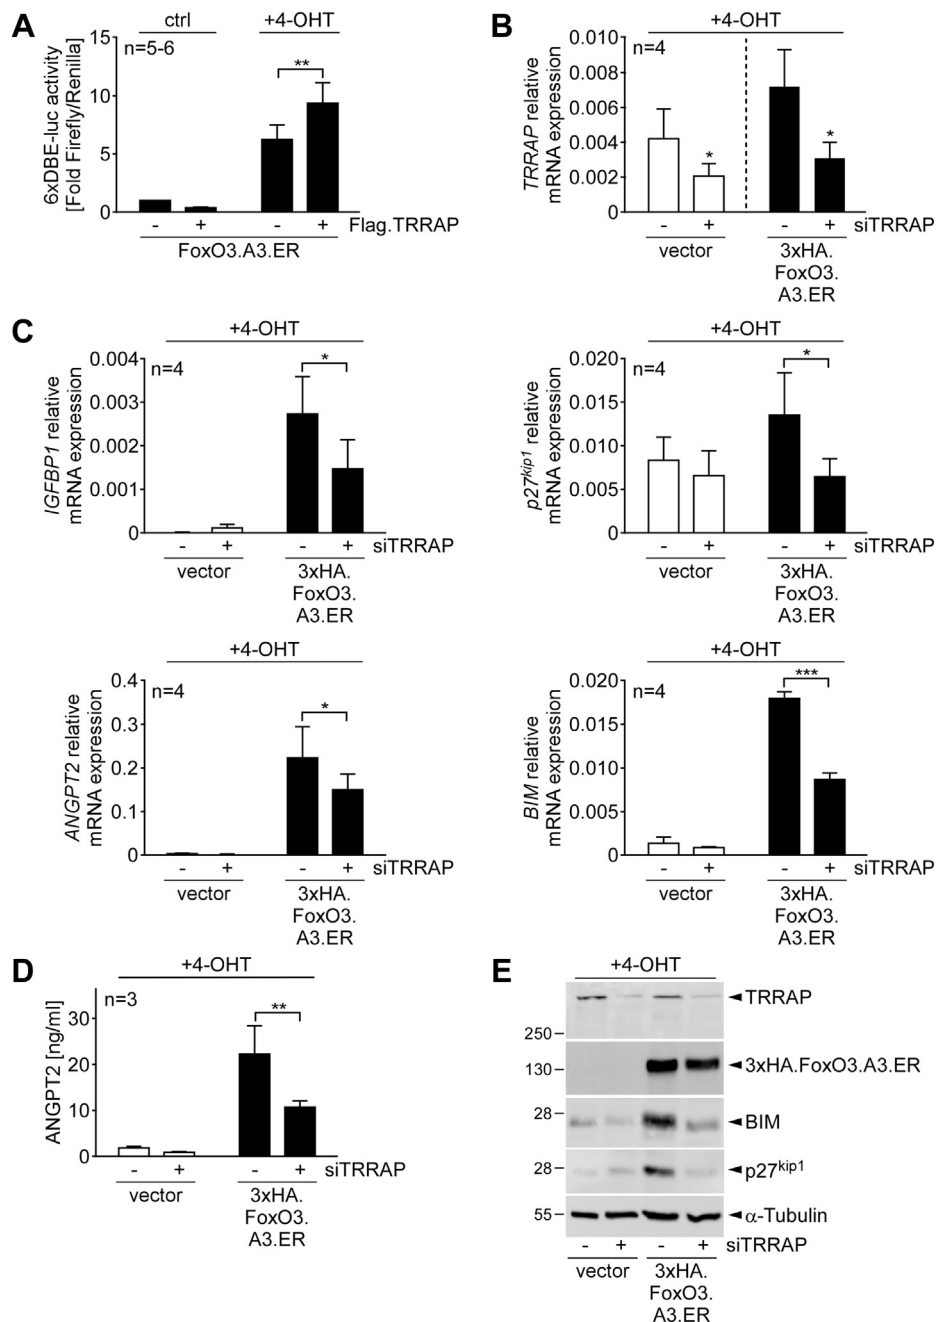 A
ctrl
+4-OHT
n=5-6
6xDBE-luc activity
[Fold Firefly/Renilla]
15
10
5
0
**
- + - + Flag.TRRAP
FoxO3.A3.ER
B
+4-OHT
n=4
TRRAP relative
mRNA expression
0.010
0.008
0.006
0.004
0.002
0
*
*
- + - + siTRRAP
vector
3xHA.
FoxO3.
A3.ER
C
+4-OHT
n=4
IGFBP1 relative
mRNA expression
0.004
0.003
0.002
0.001
0
*
- + - + siTRRAP
vector
3xHA.
FoxO3.
A3.ER
+4-OHT
n=4
p27kip1 relative
mRNA expression
0.020
0.015
0.010
0.005
0
*
- + - + siTRRAP
vector
3xHA.
FoxO3.
A3.ER
+4-OHT
n=4
ANGPT2 relative
mRNA expression
0.4
0.3
0.2
0.1
0
*
- + - + siTRRAP
vector
3xHA.
FoxO3.
A3.ER
+4-OHT
n=4
BIM relative
mRNA expression
0.020
0.015
0.010
0.005
0
***
- + - + siTRRAP
vector
3xHA.
FoxO3.
A3.ER
D
+4-OHT
n=3
ANGPT2 [ng/ml]
30
20
10
0
**
- + - + siTRRAP
vector
3xHA.
FoxO3.
A3.ER
E
+4-OHT
TRRAP
250
130
3xHA.FoxO3.A3.ER
28
BIM
28
p27kip1
55
α-Tubulin
- + - + siTRRAP
vector
3xHA.
FoxO3.
A3.ER